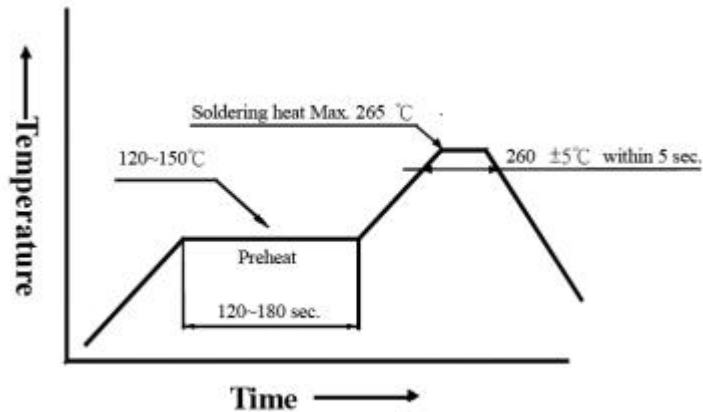 Temperature
Soldering heat Max. 265 ℃
120~150℃
260 ±5℃ within 5 sec.
Preheat
120~180 sec.
Time